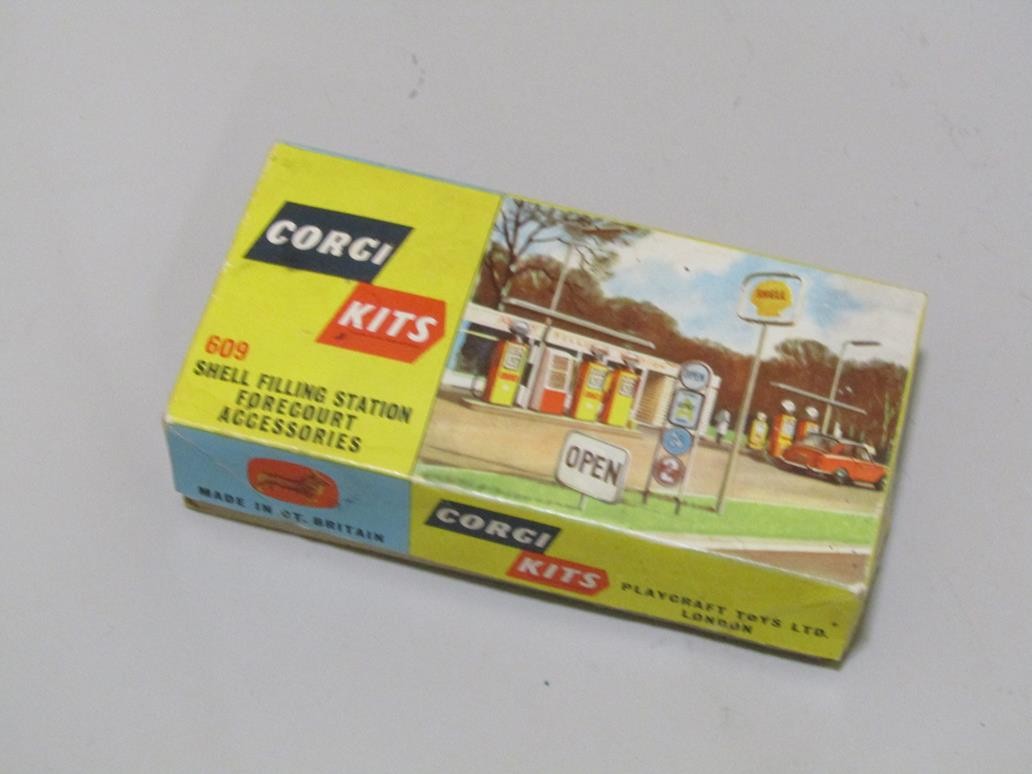 CORGI
KITS
609
SHELL FILLING STATION
FORECOURT
ACCESSORIES
SHELL
OPEN
OPEN
MADE IN GT. BRITAIN
CORGI
KITS
PLAYCRAFT TOYS LTD.
LONDON